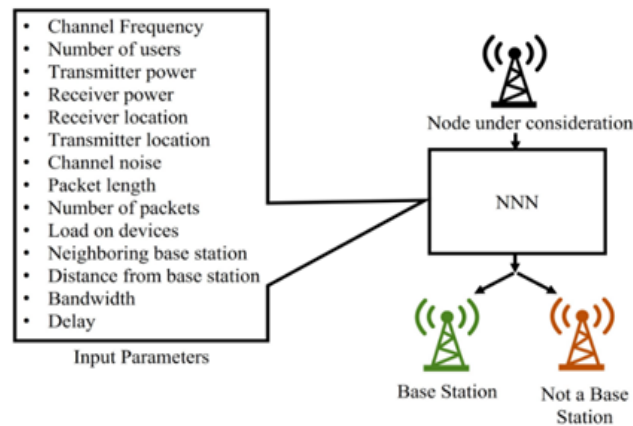 • Channel Frequency
• Number of users
• Transmitter power
• Receiver power
• Receiver location
• Transmitter location
• Channel noise
• Packet length
• Number of packets
• Load on devices
• Neighboring base station
• Distance from base station
• Bandwidth
• Delay
Input Parameters
Node under consideration
NNN
Base Station
Not a Base
Station